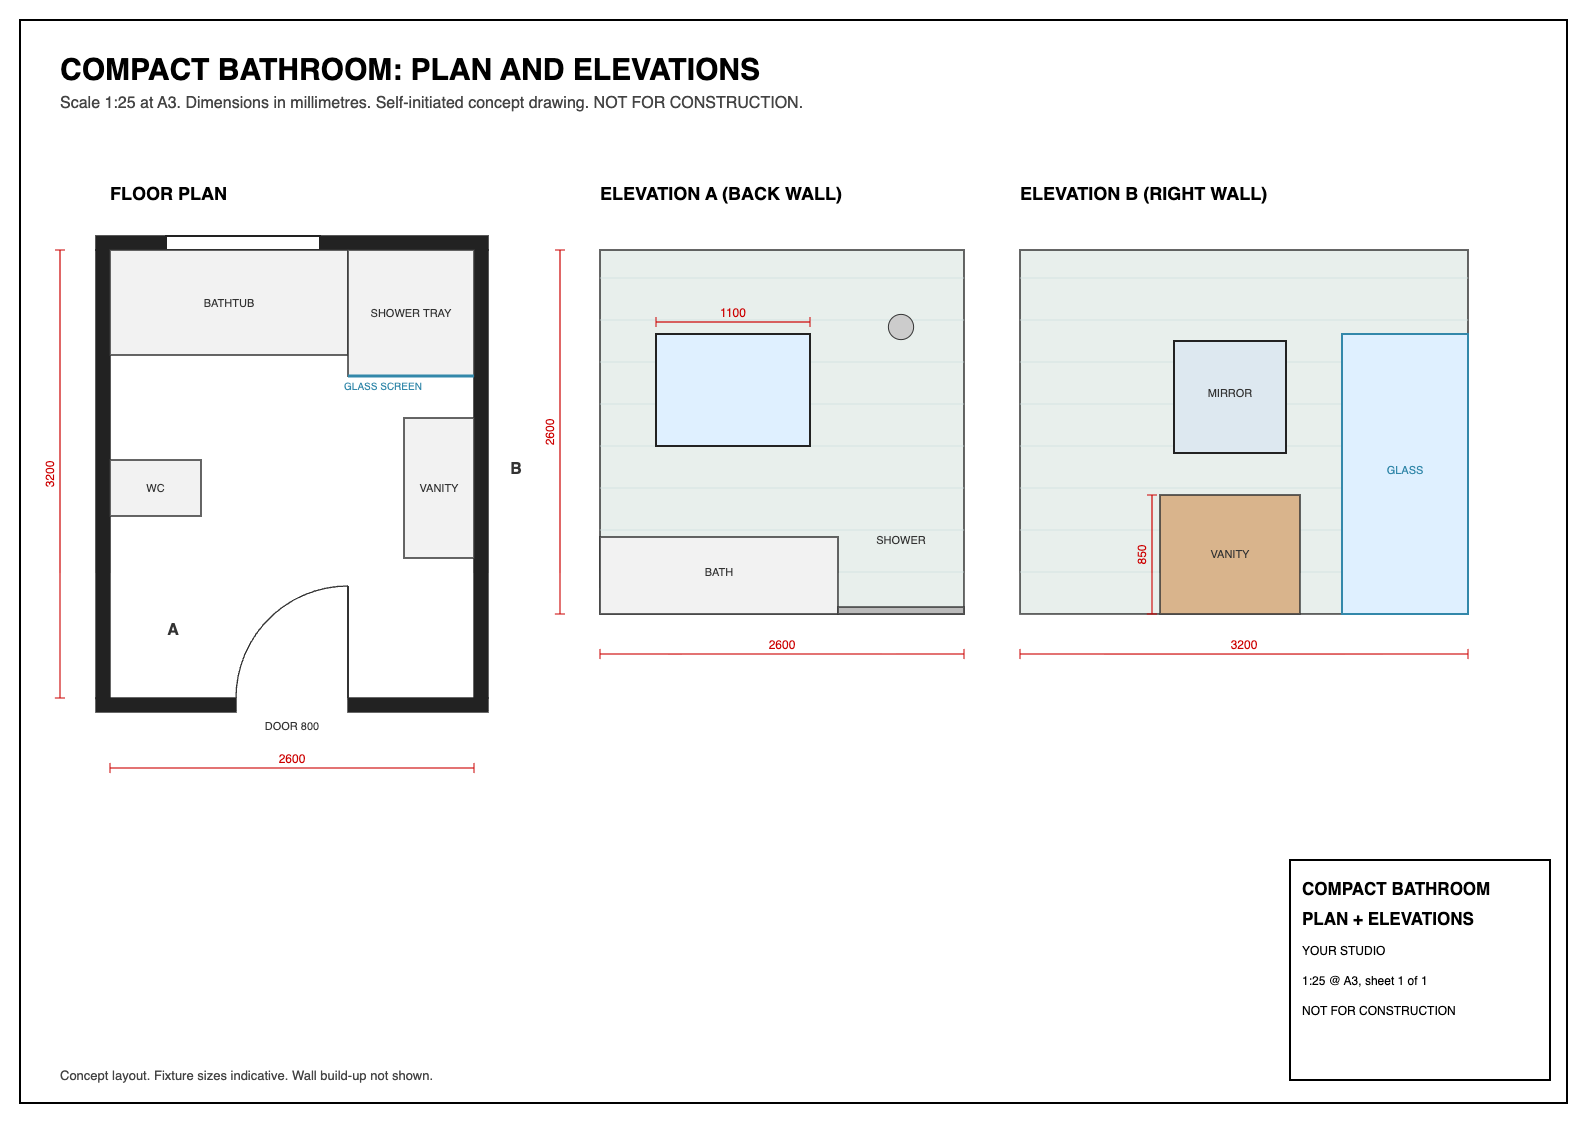 COMPACT BATHROOM: PLAN AND ELEVATIONS
Scale 1:25 at A3. Dimensions in millimetres. Self-initiated concept drawing. NOT FOR CONSTRUCTION.
FLOOR PLAN
BATHTUB
SHOWER TRAY
GLASS SCREEN
WC
VANITY
3200
A
B
DOOR 800
2600
ELEVATION A (BACK WALL)
1100
2600
SHOWER
BATH
2600
ELEVATION B (RIGHT WALL)
MIRROR
GLASS
850
VANITY
3200
COMPACT BATHROOM
PLAN + ELEVATIONS
YOUR STUDIO
1:25 @ A3, sheet 1 of 1
NOT FOR CONSTRUCTION
Concept layout. Fixture sizes indicative. Wall build-up not shown.